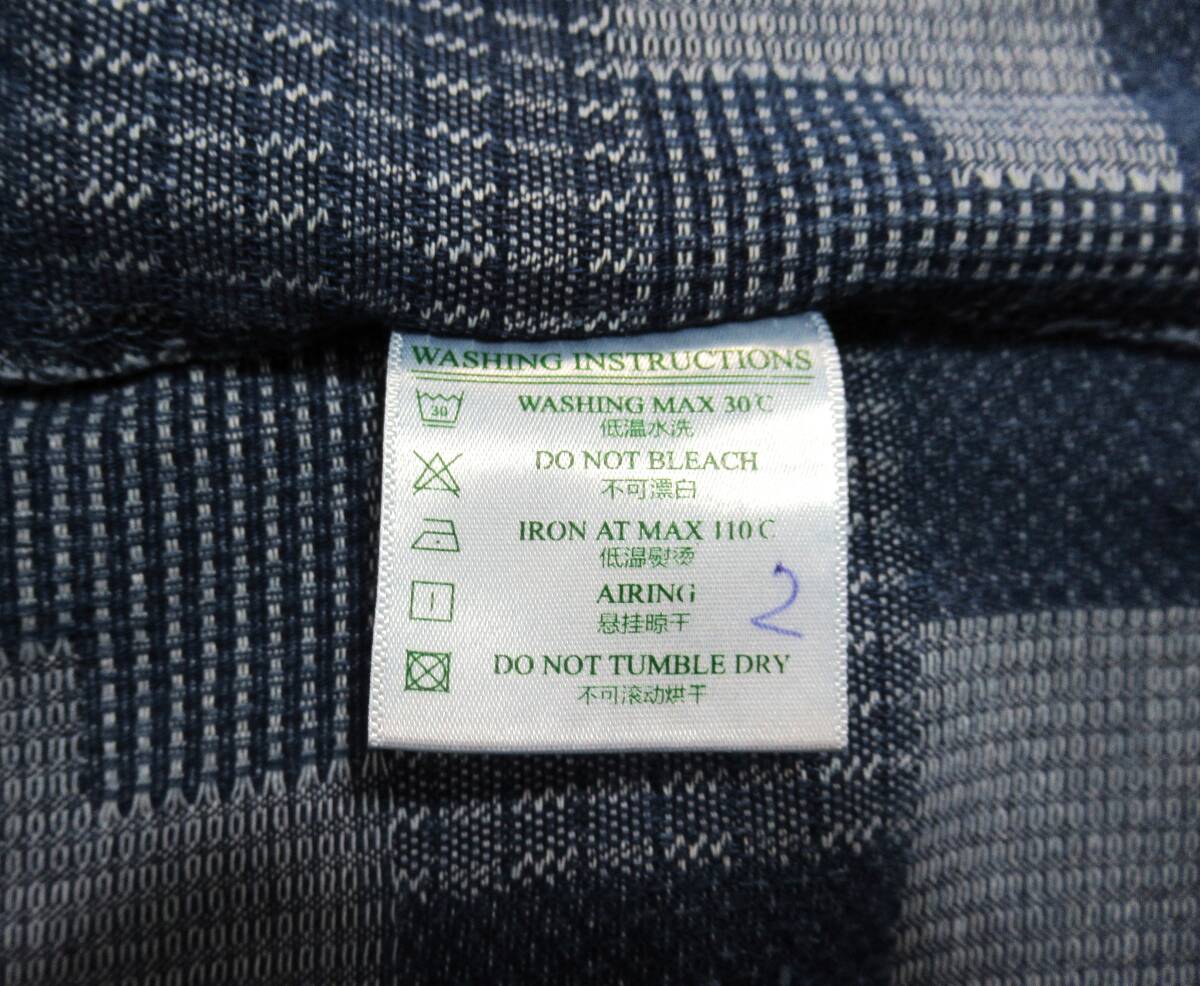 WASHING INSTRUCTIONS
30
WASHING MAX 30℃
低温水洗
DO NOT BLEACH
不可漂白
IRON AT MAX 110℃
低温熨烫
AIRING
悬挂晾干
2
DO NOT TUMBLE DRY
不可滚动烘干